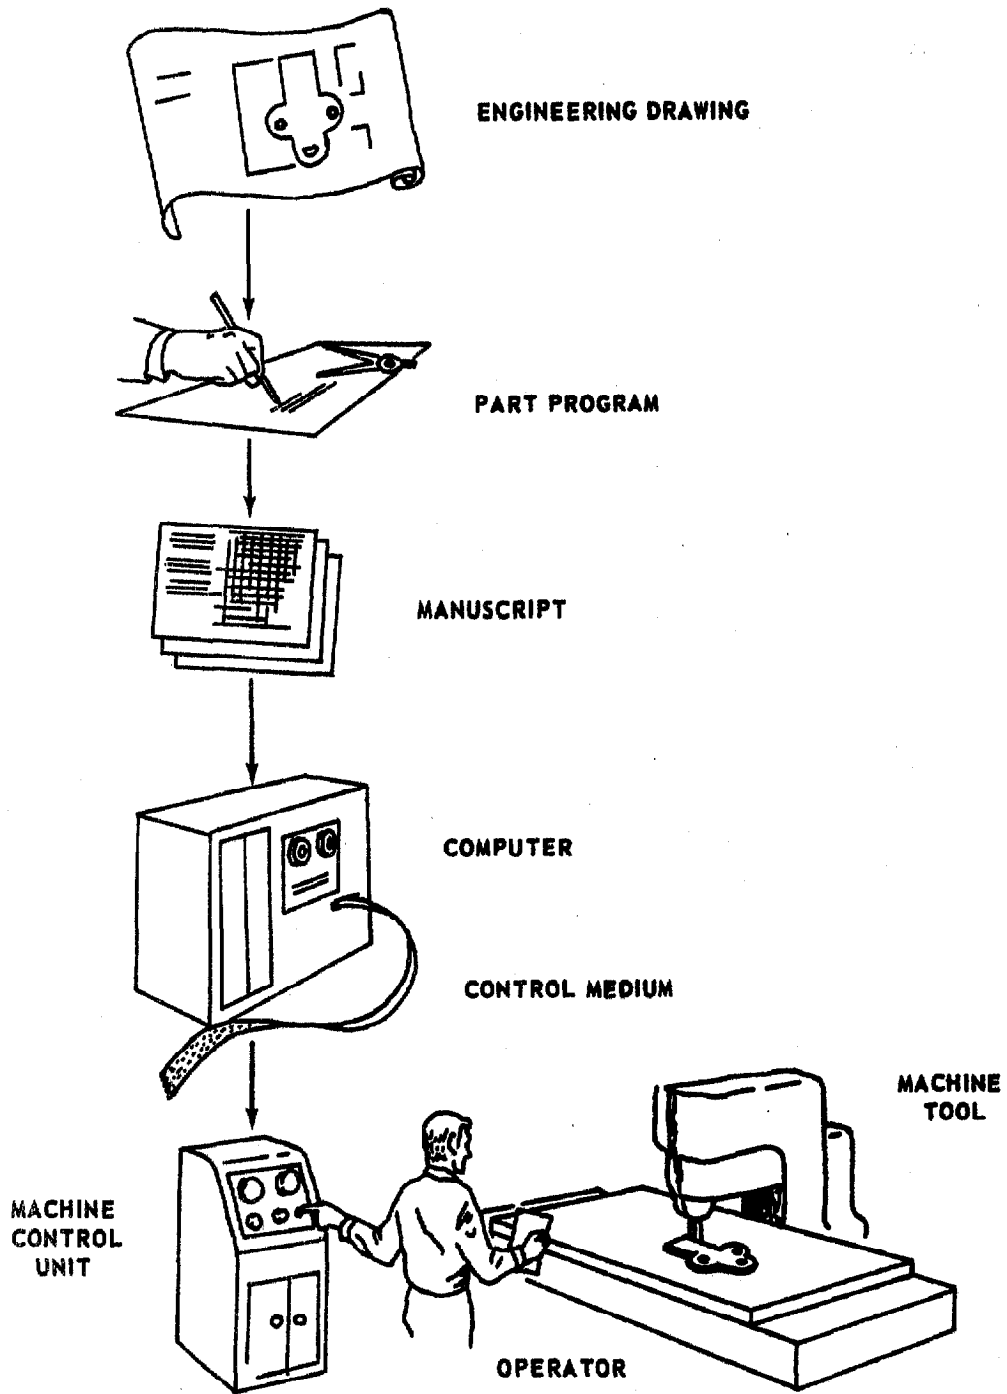 ENGINEERING DRAWING
PART PROGRAM
MANUSCRIPT
COMPUTER
CONTROL MEDIUM
MACHINE
TOOL
MACHINE
CONTROL
UNIT
OPERATOR